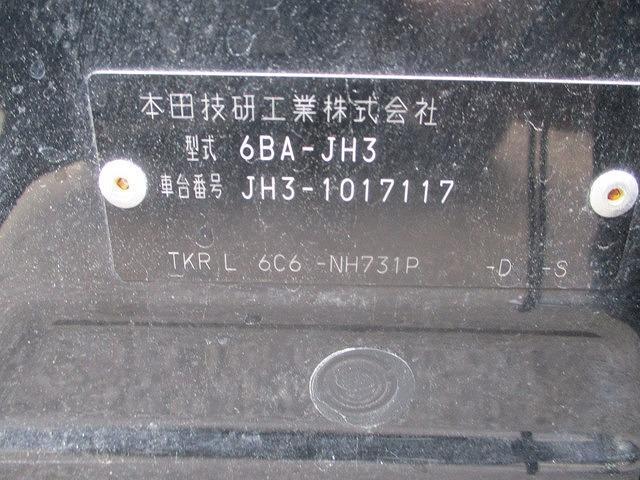 本田技研工業株式会社
型式 6BA-JH3
車台番号 JH3-1017117
TKR L 6C6 -NH731P -D -S